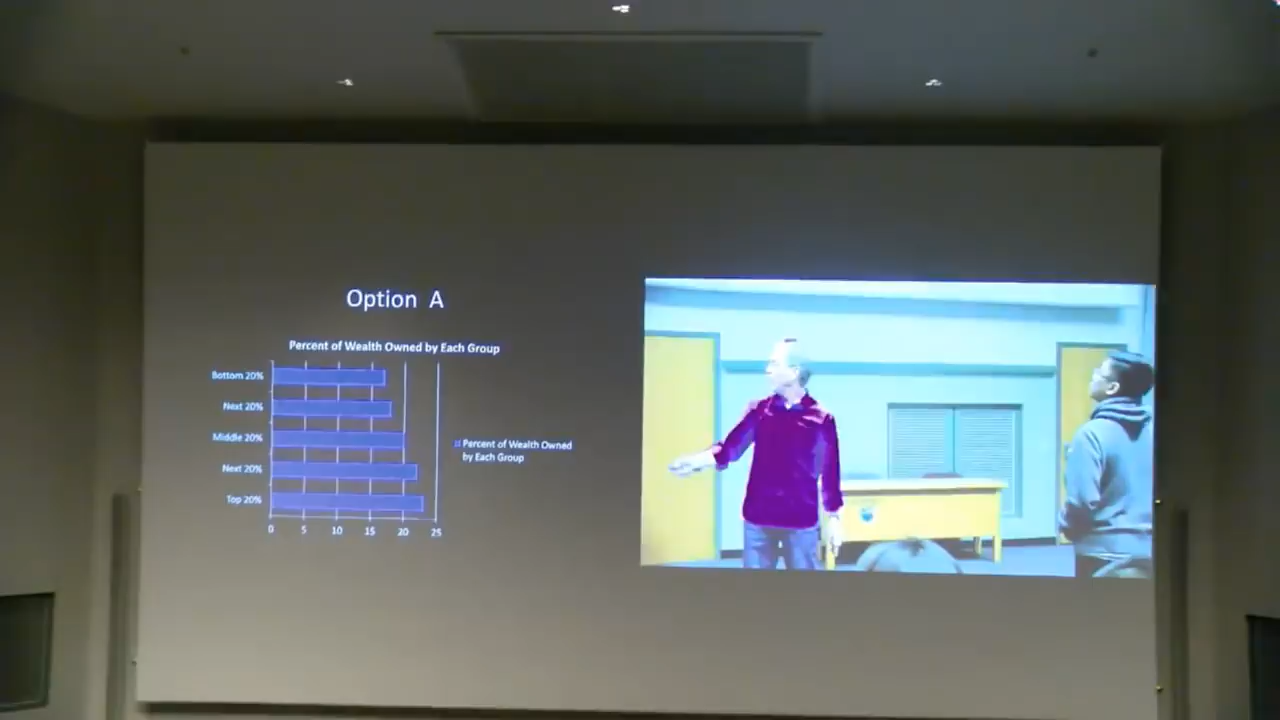 Option A
Percent of Wealth Owned by Each Group
Bottom 20%
Next 20%
Middle 20%
Next 20%
Top 20%
0 5 10 15 20 25
Percent of Wealth Owned
by Each Group